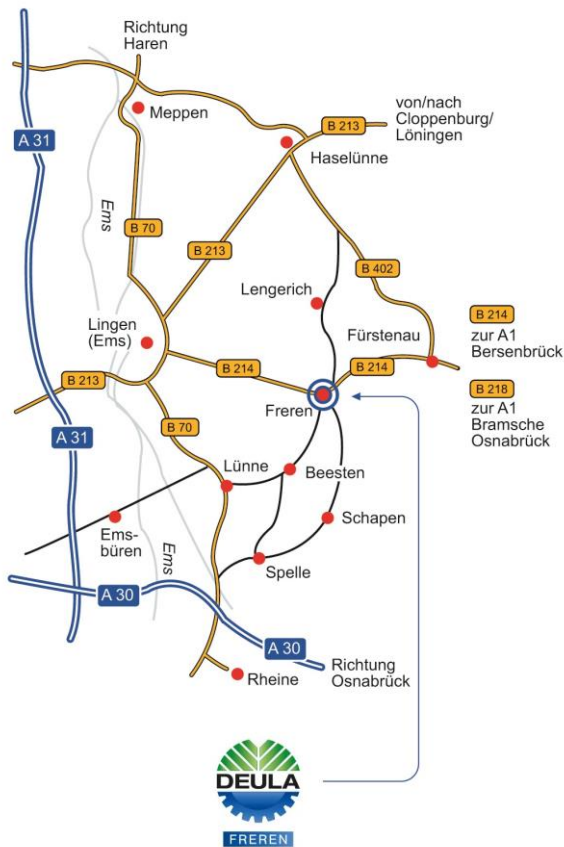 Richtung
Haren
A 31
Meppen
B 213
von/nach
Cloppenburg/
Löningen
Haselünne
Ems
B 70
B 213
B 402
Lengerich
Lingen
(Ems)
Fürstenau
B 214
zur A1
Bersenbrück
B 213
B 214
B 214
B 218
zur A1
Bramsche
Osnabrück
Freren
A 31
B 70
Lünne
Beesten
Schapen
Ems-
büren
Ems
Spelle
A 30
A 30
Rheine
Richtung
Osnabrück
DEULA
FREREN